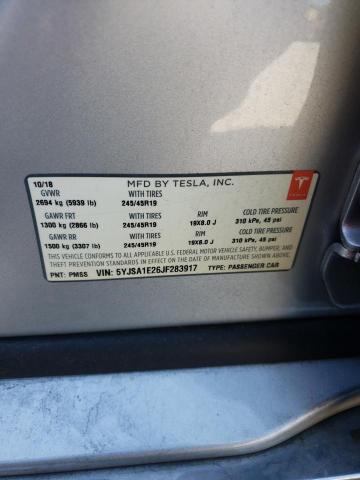 10/18 MFD BY TESLA, INC.
GVWR WITH TIRES
2694 kg (5939 lb) 245/45R19
GAWR FRT WITH TIRES RIM COLD TIRE PRESSURE
1300 kg (2866 lb) 245/45R19 19X8.0 J 310 kPa, 45 psi
GAWR RR WITH TIRES RIM COLD TIRE PRESSURE
1500 kg (3307 lb) 245/45R19 19X8.0 J 310 kPa, 45 psi
THIS VEHICLE CONFORMS TO ALL APPLICABLE U.S. FEDERAL MOTOR VEHICLE SAFETY, BUMPER, AND
THEFT PREVENTION STANDARDS IN EFFECT ON THE DATE OF MANUFACTURE SHOWN ABOVE.
PNT: PMSS VIN: 5YJSA1E26JF283917 TYPE: PASSENGER CAR